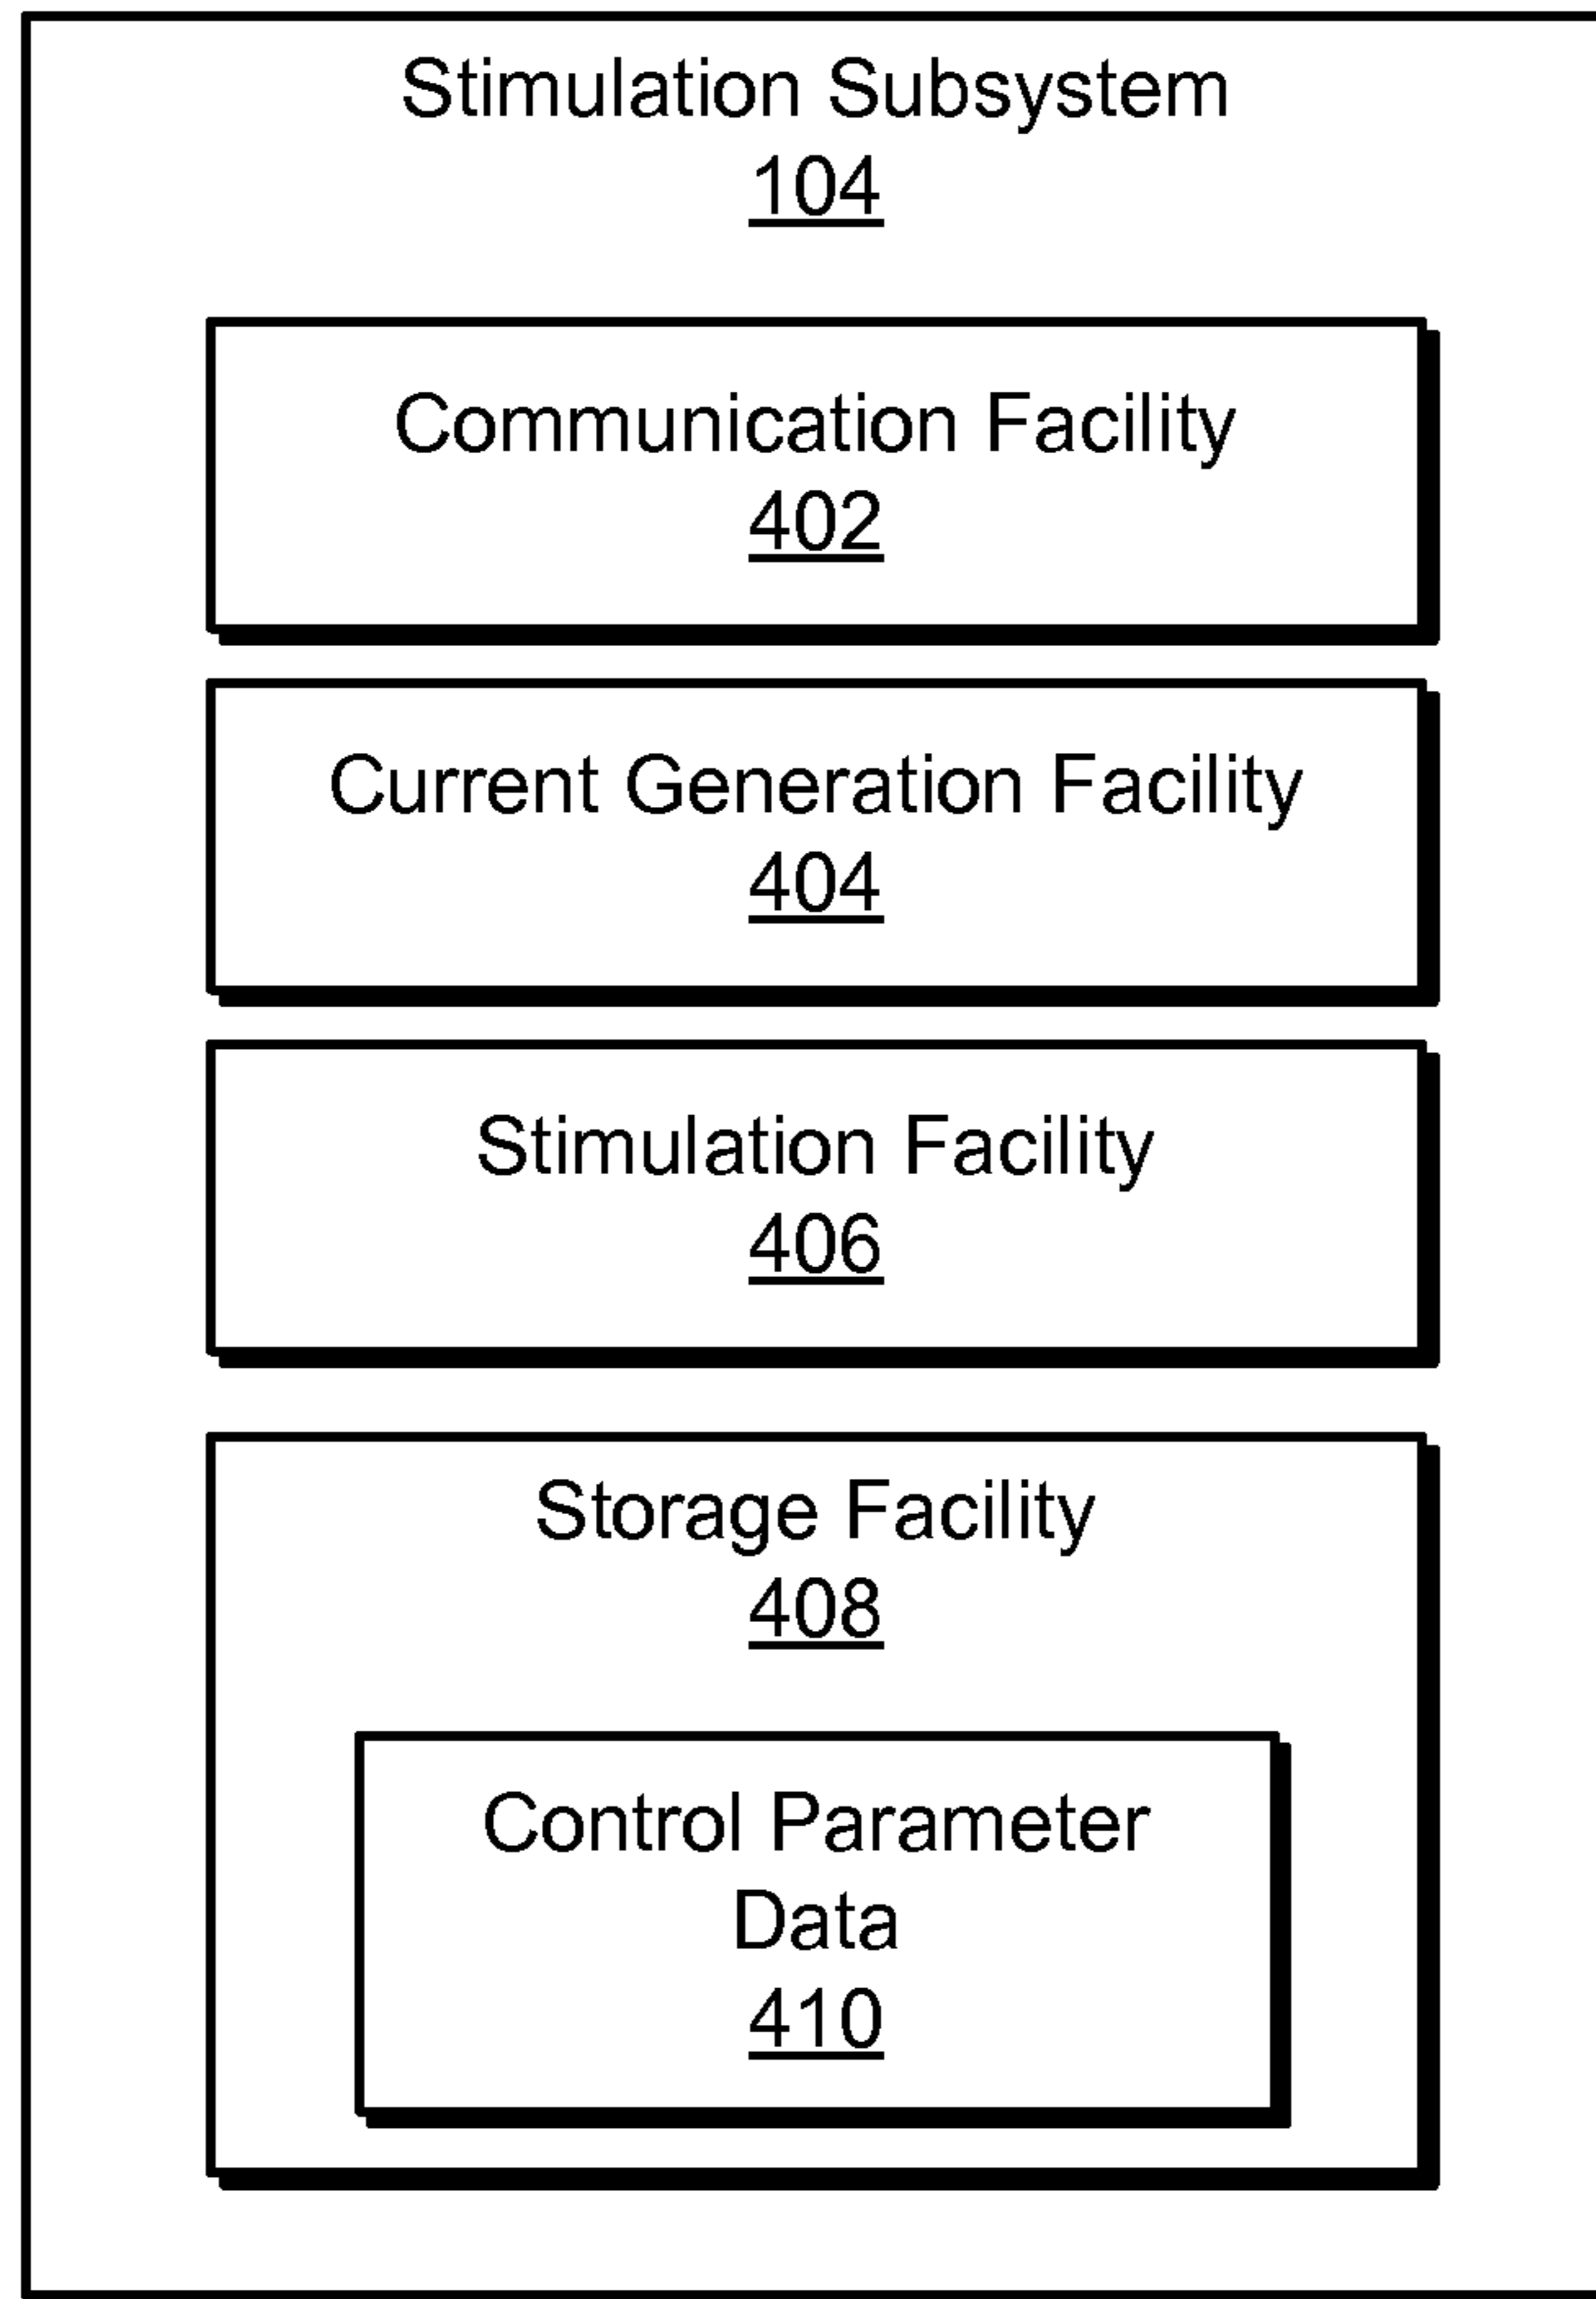 Stimulation Subsystem
104
Communication Facility
402
Current Generation Facility
404
Stimulation Facility
406
Storage Facility
408
Control Parameter
Data
410